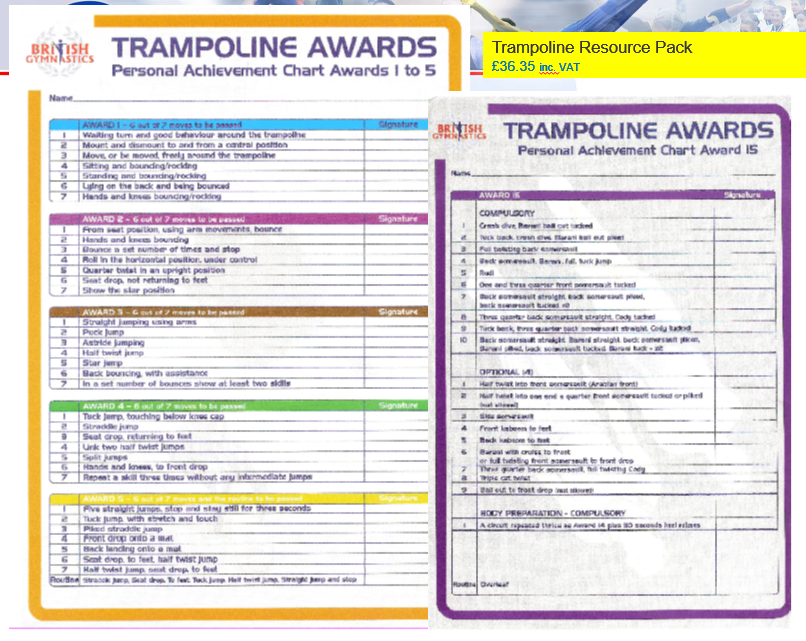 BRITISH
GYMNASTICS
TRAMPOLINE AWARDS
Personal Achievement Chart Awards 1 to 5
Name
AWARD 1 - 6 out of 7 moves to be passed Signature
1 Waiting turn and good behaviour around the trampoline
2 Mount and dismount to and from a control position
3 Move, or be moved, freely around the trampoline
4 Sitting and bouncing/rocking
5 Standing and bouncing/rocking
6 Lying on the back and being bounced
7 Hands and knees bouncing/rocking
AWARD 2 - 6 out of 7 moves to be passed Signature
1 From seat position, using arm movements, bounce
2 Hands and knees bouncing
3 Bounce a set number of times and stop
4 Roll in the horizontal position, under control
5 Quarter twist in an upright position
6 Seat drop, not returning to feet
7 Show the star position
AWARD 3 - 6 out of 7 moves to be passed Signature
1 Straight jumping using arms
2 Puck jump
3 Astride jumping
4 Half twist jump
5 Star jump
6 Back bouncing, with assistance
7 In a set number of bounces show at least two skills
AWARD 4 - 6 out of 7 moves to be passed Signature
1 Tuck jump, touching below knee cap
2 Straddle jump
3 Seat drop, returning to feet
4 Link two half twist jumps
5 Split jumps
6 Hands and knees, to front drop
7 Repeat a skill three times without any intermediate jumps
AWARD 5 - 6 out of 7 moves and the routine to be passed Signature
1 Five straight jumps, stop and stay still for three seconds
2 Tuck jump, with stretch and touch
3 Piked straddle jump
4 Front drop onto a mat
5 Back landing onto a mat
6 Seat drop, to feet, half twist jump
7 Half twist jump, seat drop, to feet
Routine Straddle jump, Seat drop, To feet, Tuck jump, Half twist jump, Straight jump and stop
Trampoline Resource Pack
£36.35 inc. VAT
BRITISH
GYMNASTICS
TRAMPOLINE AWARDS
Personal Achievement Chart Award 15
Name
AWARD 15 Signature
COMPULSORY
1 Crash dive, Barani ball out tucked
2 Tuck back, crash dive, Barani ball out piked
3 Full twisting back somersault
4 Back somersault, Barani, full, tuck jump
5 Rudi
6 One and three quarter front somersault tucked
7 Back somersault straight, back somersault piked,
back somersault tucked
8 Three quarter back somersault straight, Cody tucked
9 Tuck back, three quarter back somersault straight, Cody tucked
10 Back somersault straight, Barani straight, back somersault piked,
Barani piked, back somersault tucked, Barani tuck
OPTIONAL (4)
1 Half twist into front somersault (Arabian front)
2 Half twist into one and a quarter front somersault tucked or piked
(mat allowed)
3 Side somersault
4 Front kaboom to feet
5 Back kaboom to feet
6 Barani with cruise to front
or full twisting front somersault to front drop
7 Three quarter back somersault, full twisting Cody
8 Triple cat twist
9 Ball out to front drop (mat allowed)
BODY PREPARATION - COMPULSORY
1 A circuit repeated thrice as Award 14 plus 30 seconds
Routine Overleaf